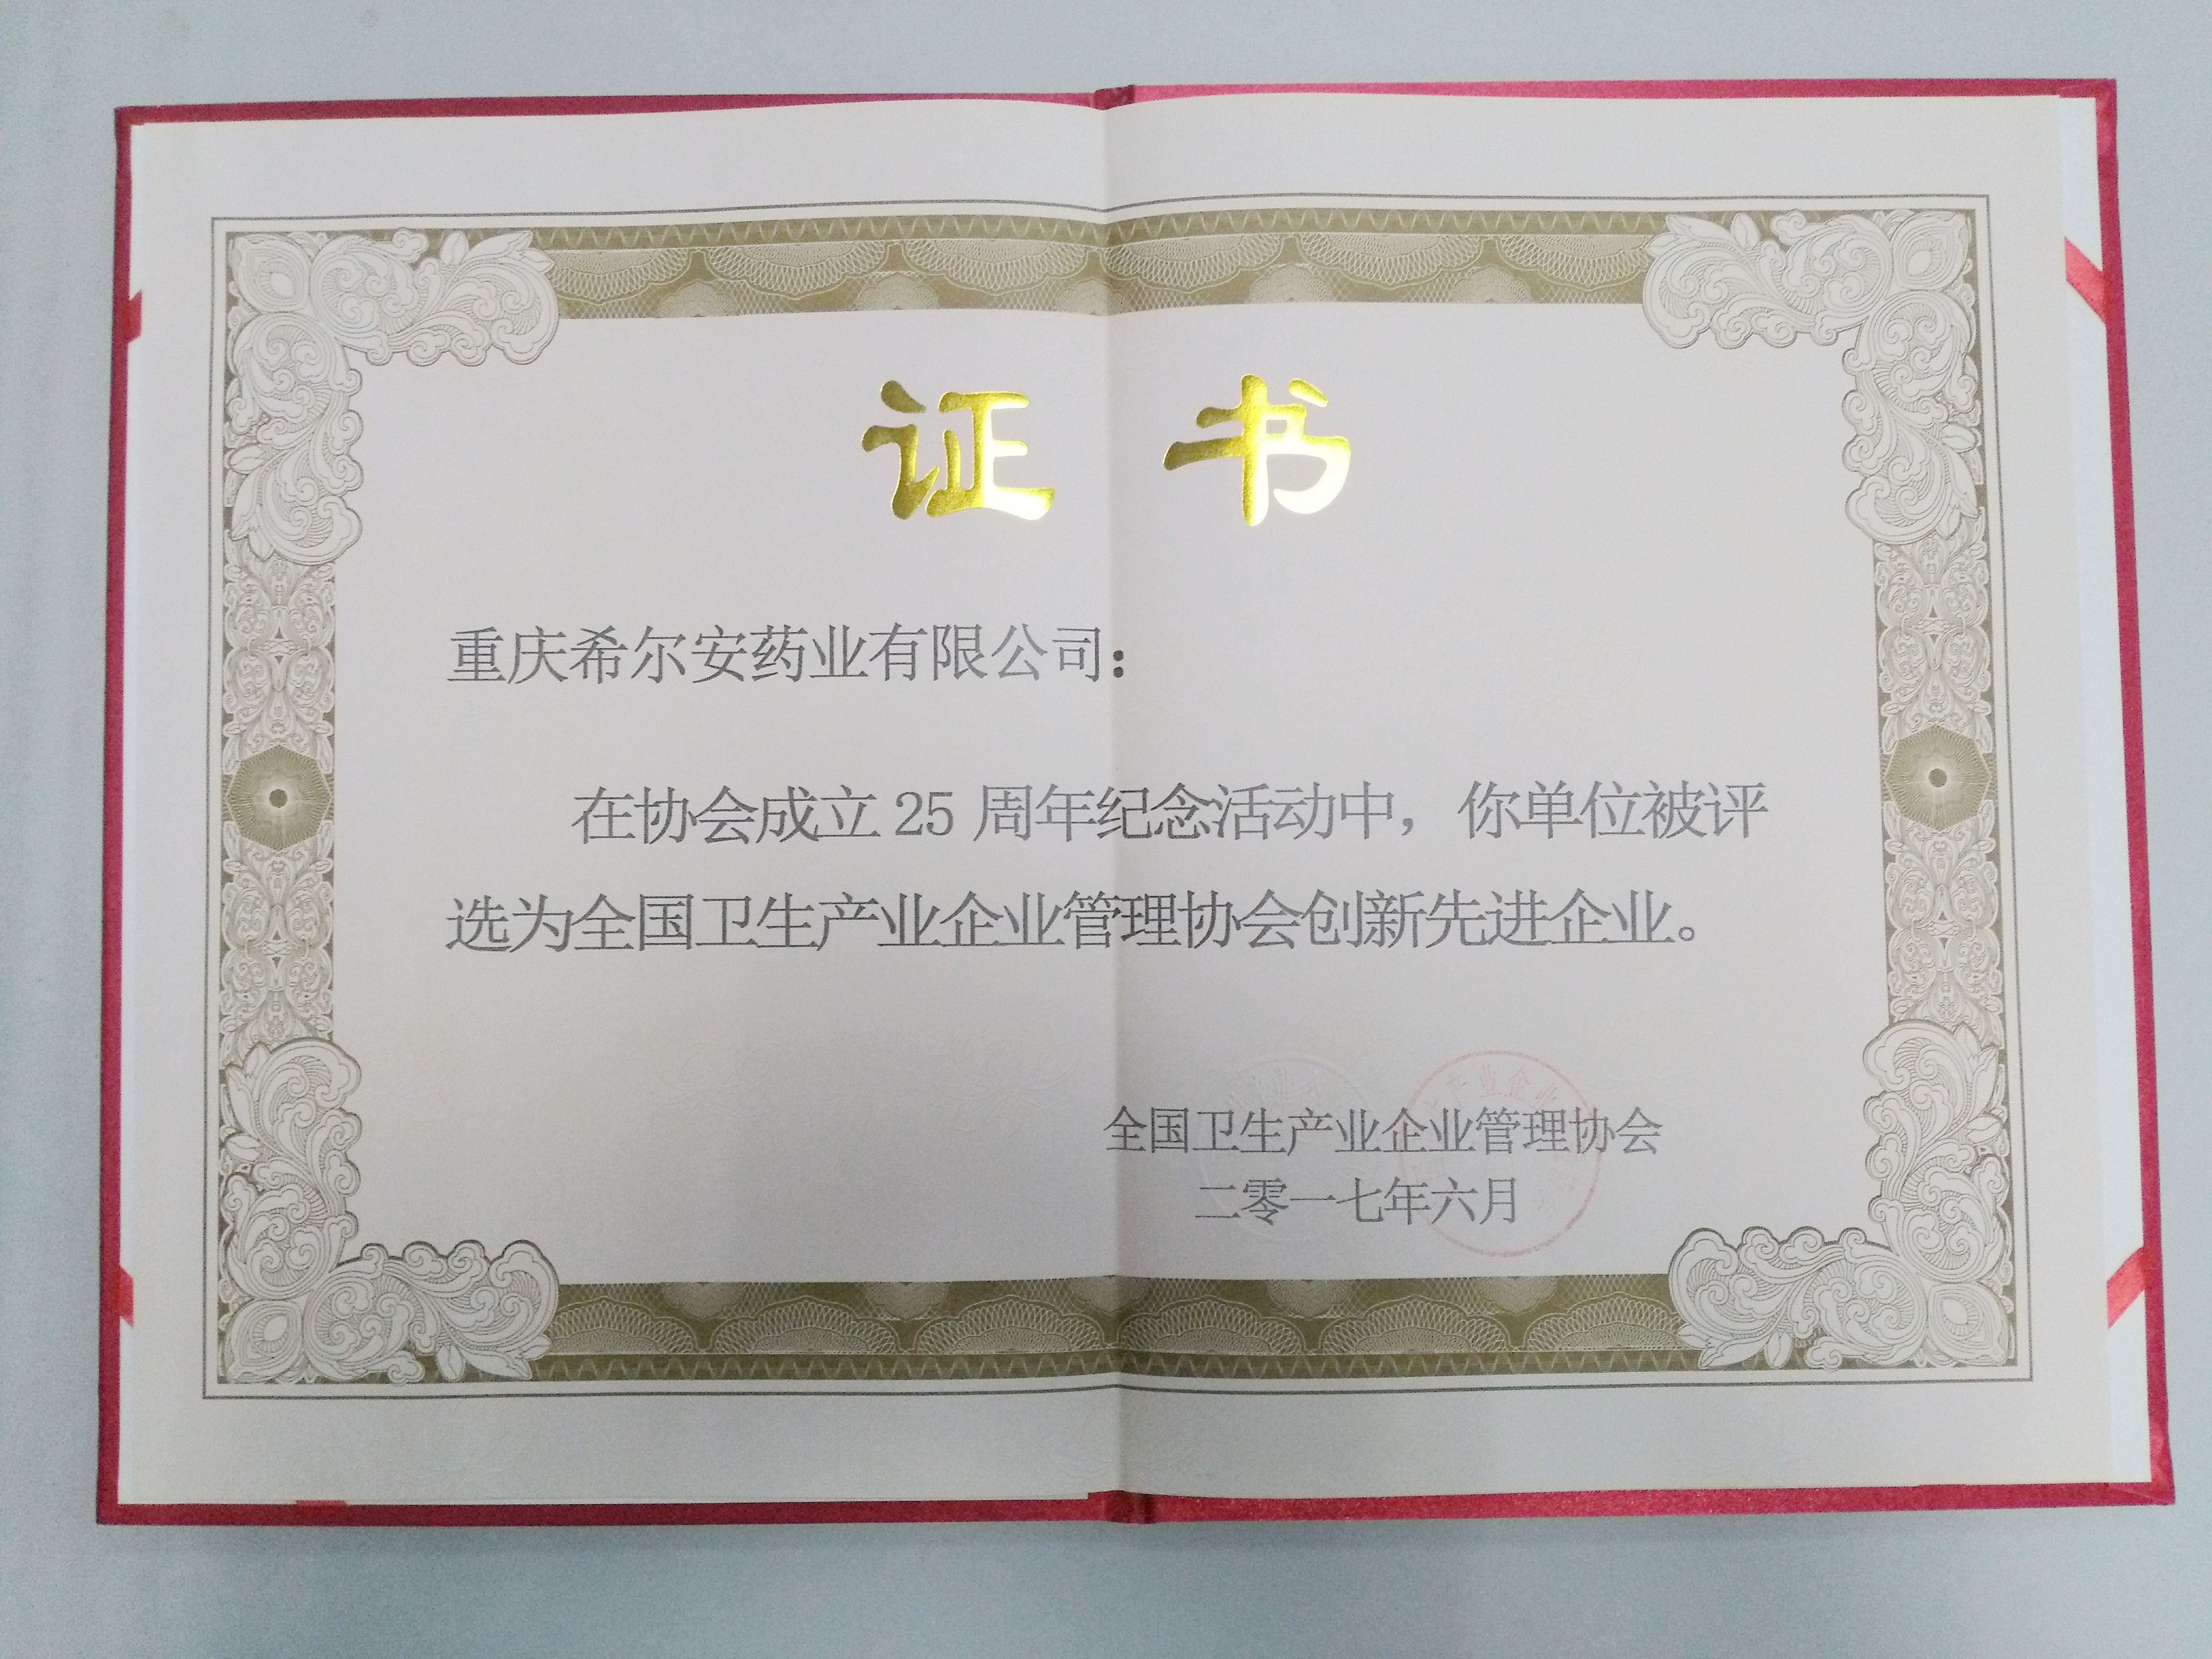 证 书
重庆希尔安药业有限公司：
在协会成立25周年纪念活动中，你单位被评
选为全国卫生产业企业管理协会创新先进企业。
全国卫生产业企业管理协会
二零一七年六月